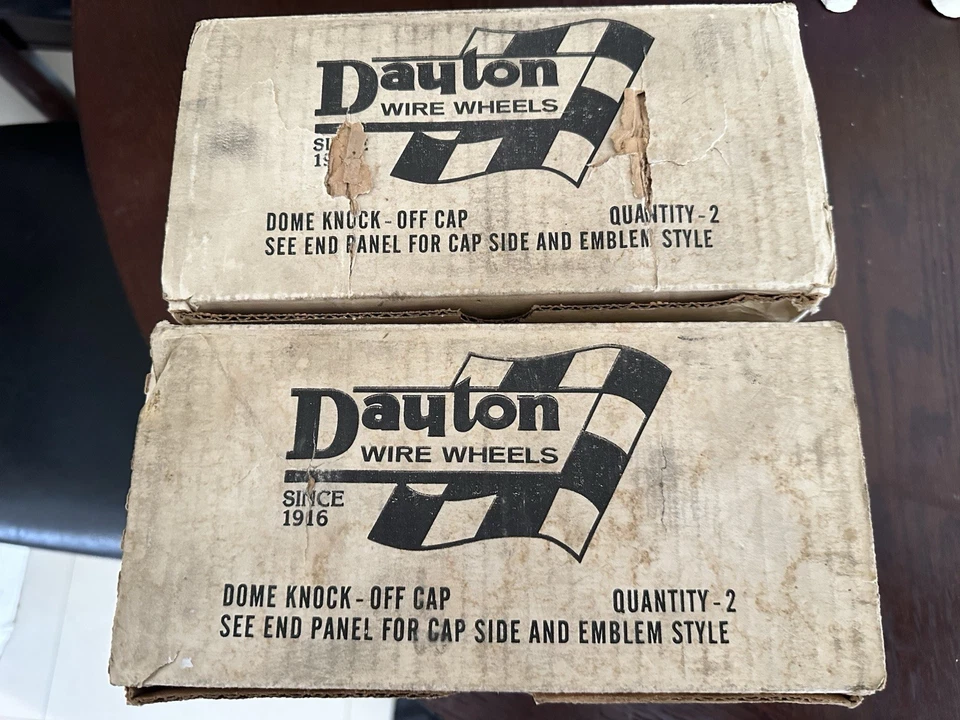 Dayton
WIRE WHEELS
DOME KNOCK-OFF CAP QUANTITY-2
SEE END PANEL FOR CAP SIDE AND EMBLEM STYLE
Dayton
WIRE WHEELS
SINCE
1916
DOME KNOCK-OFF CAP QUANTITY-2
SEE END PANEL FOR CAP SIDE AND EMBLEM STYLE